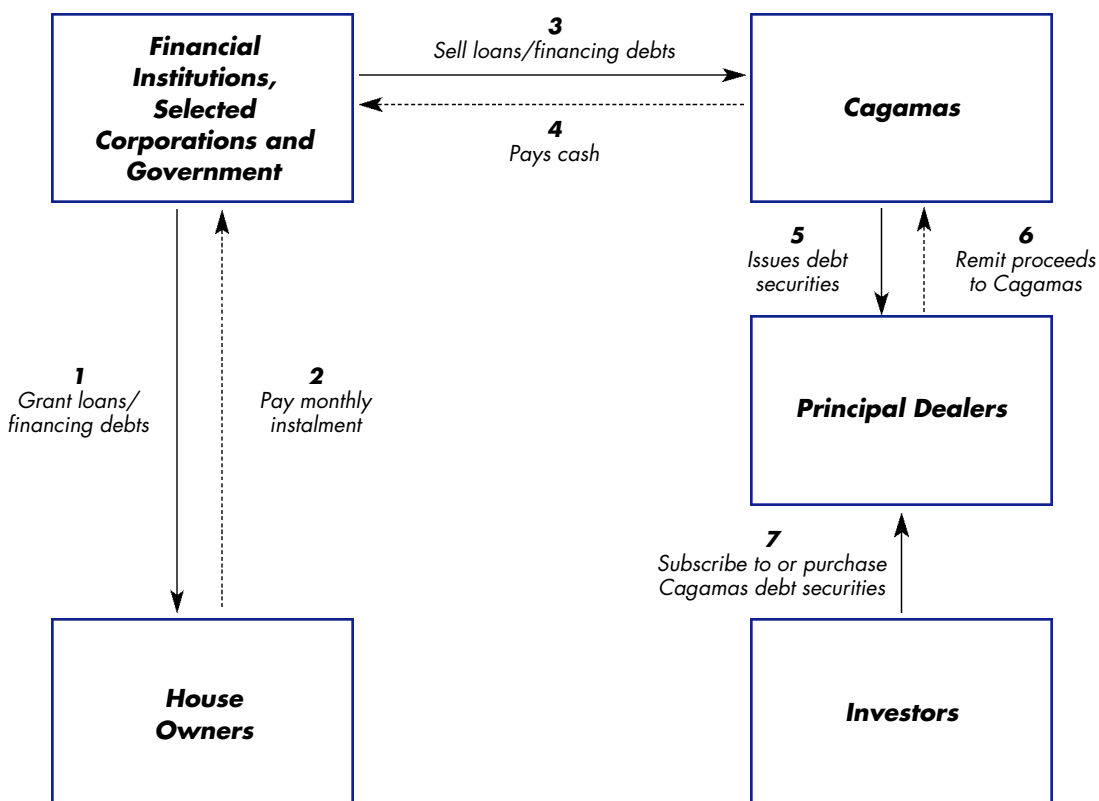 Financial
Institutions,
Selected
Corporations and
Government
3
Sell loans/financing debts
4
Pays cash
Cagamas
5
Issues debt
securities
6
Remit proceeds
to Cagamas
1
Grant loans/
financing debts
2
Pay monthly
instalment
Principal Dealers
7
Subscribe to or purchase
Cagamas debt securities
House
Owners
Investors